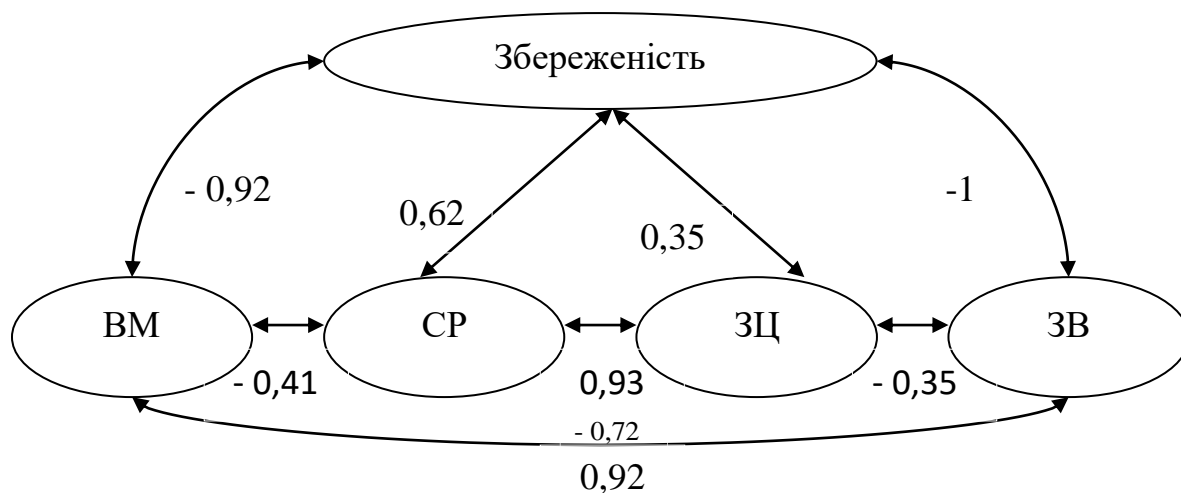 Збереженість
- 0,92
0,62
0,35
-1
ВМ
СР
ЗЦ
ЗВ
- 0,41
0,93
- 0,35
- 0,72
0,92